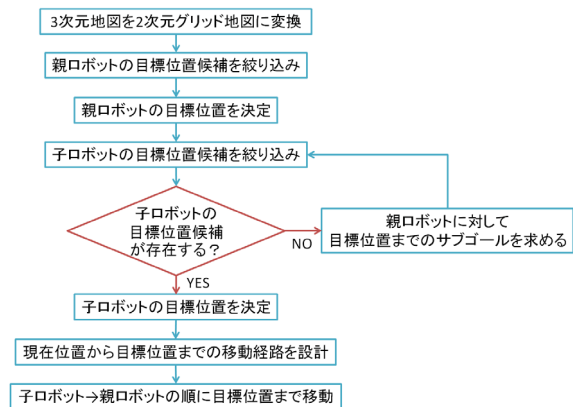 3次元地図を2次元グリッド地図に変換
親ロボットの目標位置候補を絞り込み
親ロボットの目標位置を決定
子ロボットの目標位置候補を絞り込み
子ロボットの
目標位置候補
が存在する？
NO
親ロボットに対して
目標位置までのサブゴールを求める
YES
子ロボットの目標位置を決定
現在位置から目標位置までの移動経路を設計
子ロボット→親ロボットの順に目標位置まで移動